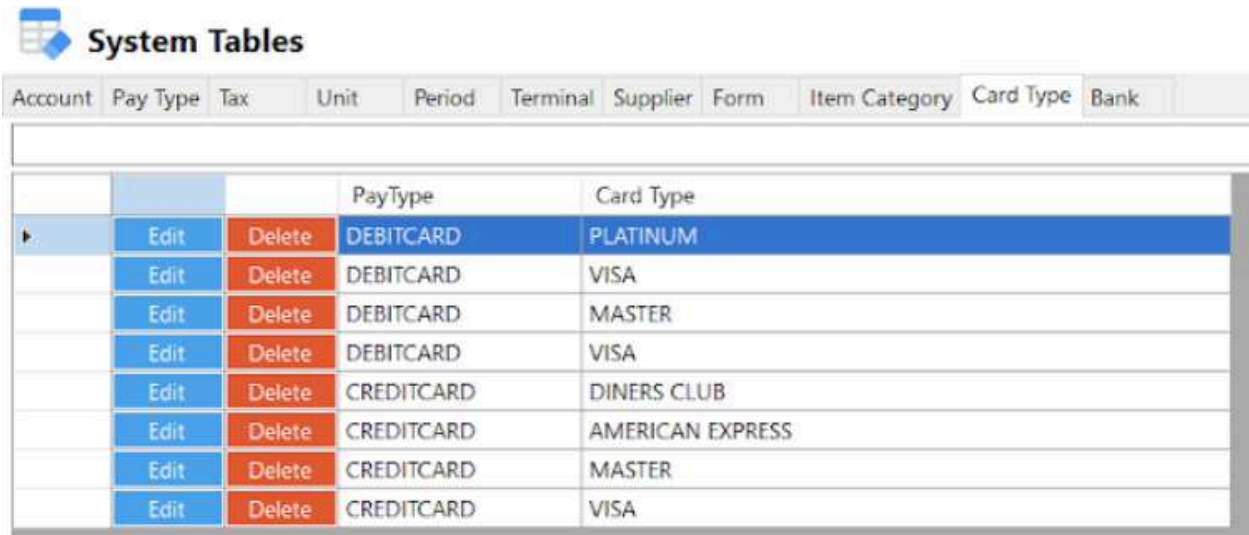 System Tables
Account Pay Type Tax Unit Period Terminal Supplier Form Item Category Card Type Bank
PayType Card Type
Edit Delete DEBITCARD PLATINUM
Edit Delete DEBITCARD VISA
Edit Delete DEBITCARD MASTER
Edit Delete DEBITCARD VISA
Edit Delete CREDITCARD DINERS CLUB
Edit Delete CREDITCARD AMERICAN EXPRESS
Edit Delete CREDITCARD MASTER
Edit Delete CREDITCARD VISA